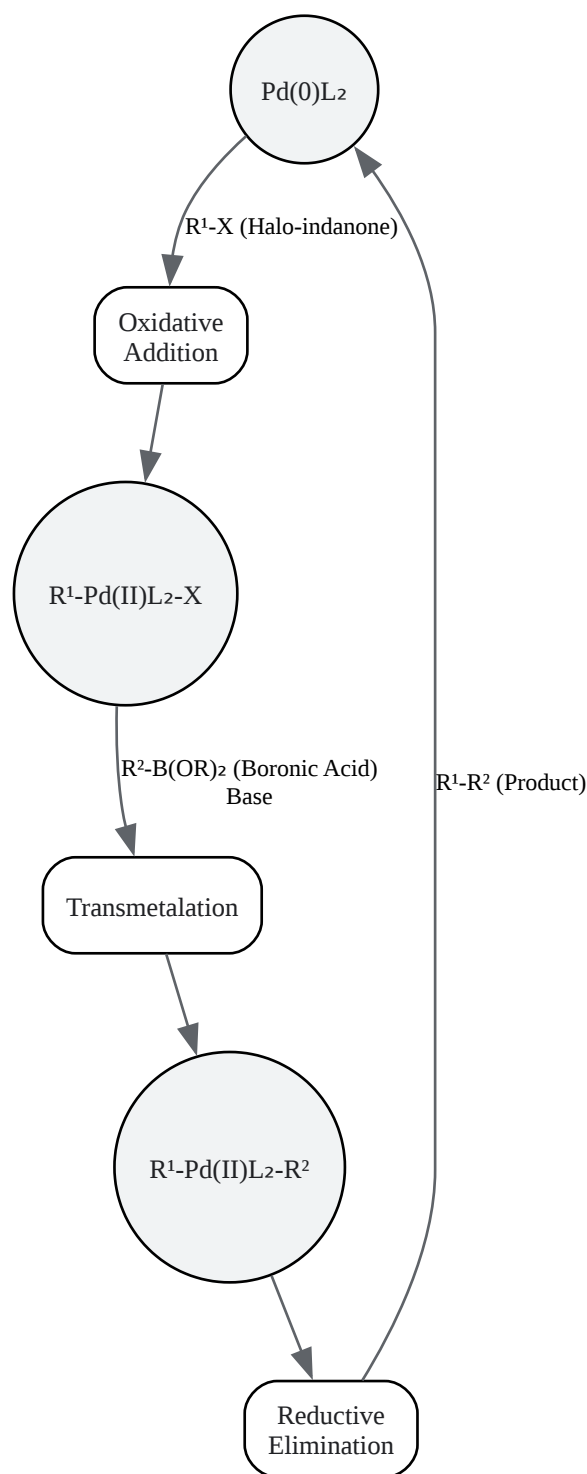 Pd(0)L₂
R¹-X (Halo-indanone)
Oxidative
Addition
R¹-Pd(II)L₂-X
R²-B(OR)₂ (Boronic Acid)
Base
R¹-R² (Product)
Transmetalation
R¹-Pd(II)L₂-R²
Reductive
Elimination